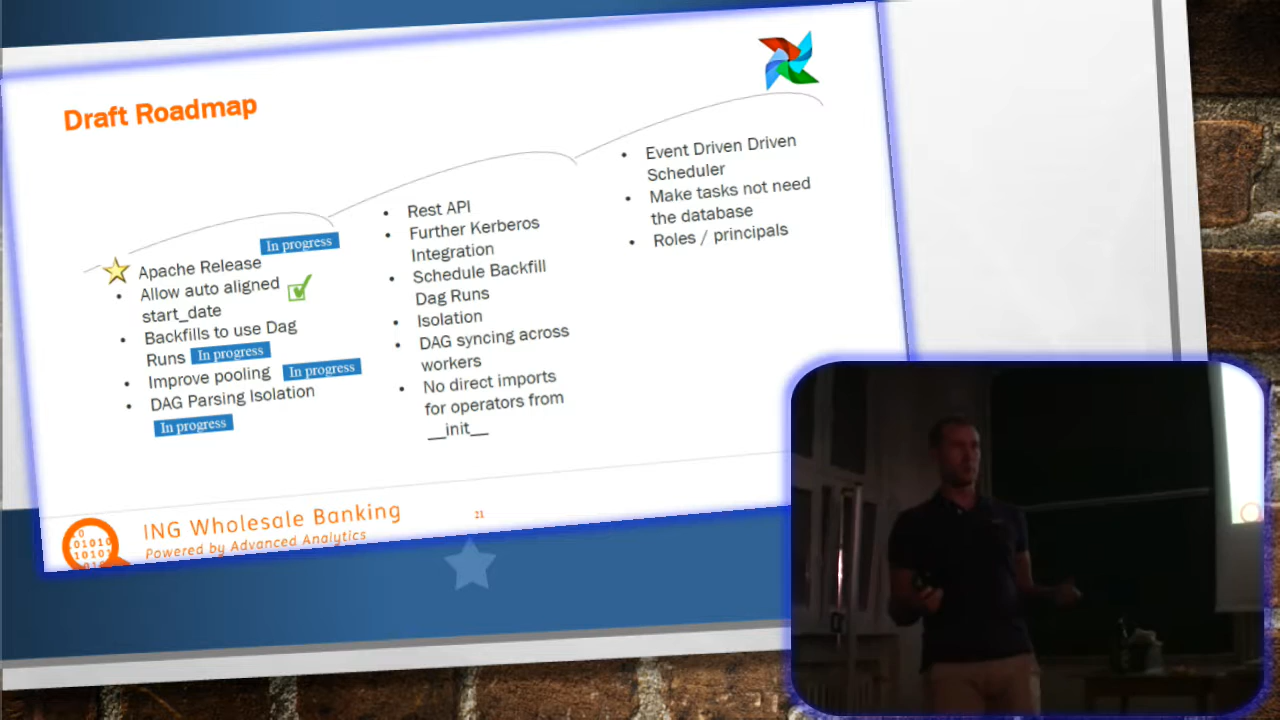 Draft Roadmap
In progress
Apache Release
Allow auto aligned
start_date
Backfills to use Dag
Runs In progress
Improve pooling In progress
DAG Parsing Isolation
In progress
Rest API
Further Kerberos
Integration
Schedule Backfill
Dag Runs
Isolation
DAG syncing across
workers
No direct imports
for operators from
__init__
Event Driven Driven
Scheduler
Make tasks not need
the database
Roles / principals
ING Wholesale Banking
Powered by Advanced Analytics
21
01010
10101